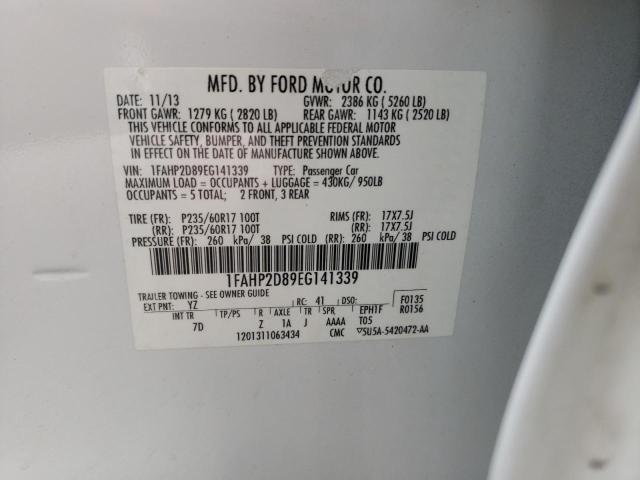 MFD. BY FORD MOTOR CO.
DATE: 11/13 GVWR: 2386 KG ( 5260 LB)
FRONT GAWR: 1279 KG ( 2820 LB) REAR GAWR: 1143 KG ( 2520 LB)
THIS VEHICLE CONFORMS TO ALL APPLICABLE FEDERAL MOTOR
VEHICLE SAFETY, BUMPER, AND THEFT PREVENTION STANDARDS
IN EFFECT ON THE DATE OF MANUFACTURE SHOWN ABOVE.
VIN: 1FAHP2D89EG141339 TYPE: Passenger Car
MAXIMUM LOAD = OCCUPANTS + LUGGAGE = 430KG/ 950LB
OCCUPANTS = 5 TOTAL: 2 FRONT, 3 REAR
TIRE (FR): P235/60R17 100T RIMS (FR): 17X7.5J
(RR): P235/60R17 100T (RR): 17X7.5J
PRESSURE (FR): 260 kPa/ 38 PSI COLD (RR): 260 kPa/ 38 PSI COLD
1FAHP2D89EG141339
TRAILER TOWING - SEE OWNER GUIDE
EXT PNT: YZ RC: 41 DSO: F0135
INT TR TP/PS R AXLE TR SPR EPH1F R0156
7D Z 1A J AAAA T05
1201311063434 CMC ▽5U5A-5420472-AA